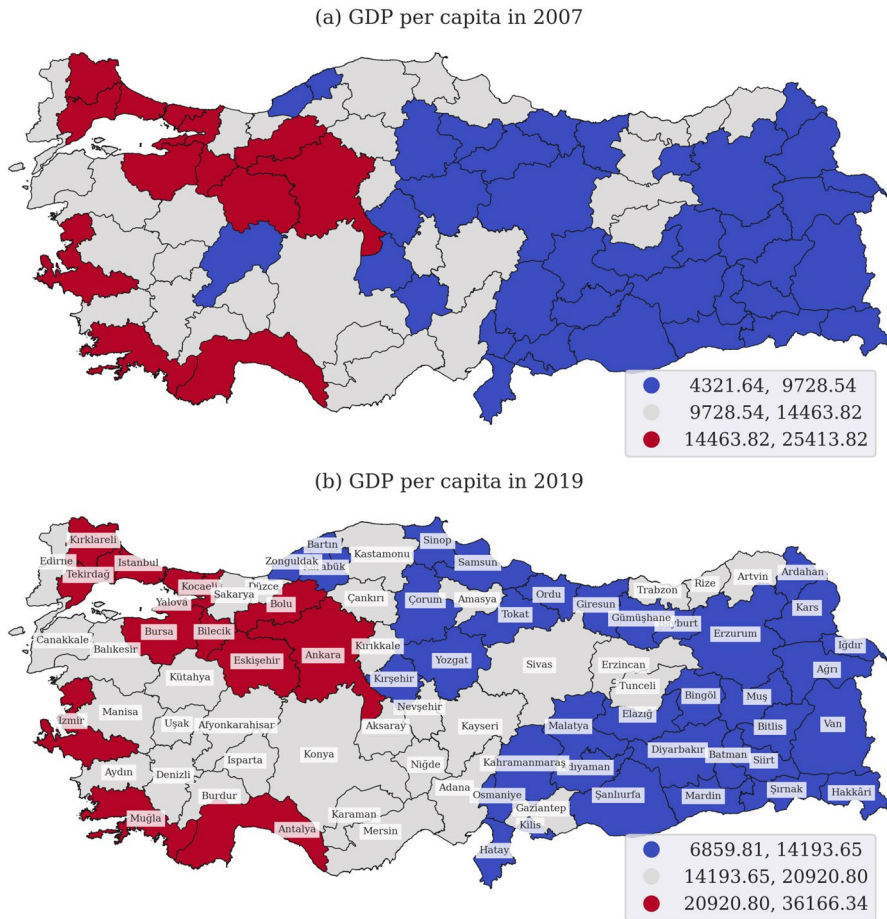 (a) GDP per capita in 2007
4321.64, 9728.54
9728.54, 14463.82
14463.82, 25413.82
(b) GDP per capita in 2019
Kırklareli
Edirne
Istanbul
Tekirdağ
Kocaeli
Yalova
Sakarya
Düzce
Zonguldak
Bartın
Kastamonu
Sinop
Samsun
Bolu
Çankırı
Çorum
Amasya
Tokat
Ordu
Giresun
Trabzon
Rize
Artvin
Ardahan
Gümüşhane
Kars
Erzurum
Iğdır
Ağrı
Canakkale
Balıkesir
Bursa
Bilecik
Eskişehir
Ankara
Kırıkkale
Kırşehir
Yozgat
Sivas
Erzincan
Tunceli
Bingöl
Muş
Kütahya
Manisa
Izmir
Uşak
Afyonkarahisar
Nevşehir
Aksaray
Kayseri
Malatya
Elazığ
Bitlis
Van
Konya
Isparta
Niğde
Kahramanmaraş
Diyarbakır
Batman
Siirt
Aydın
Denizli
Burdur
Adana
Osmaniye
Gaziantep
Şanlıurfa
Mardin
Şırnak
Hakkâri
Karaman
Mersin
Kilis
Muğla
Antalya
Hatay
6859.81, 14193.65
14193.65, 20920.80
20920.80, 36166.34